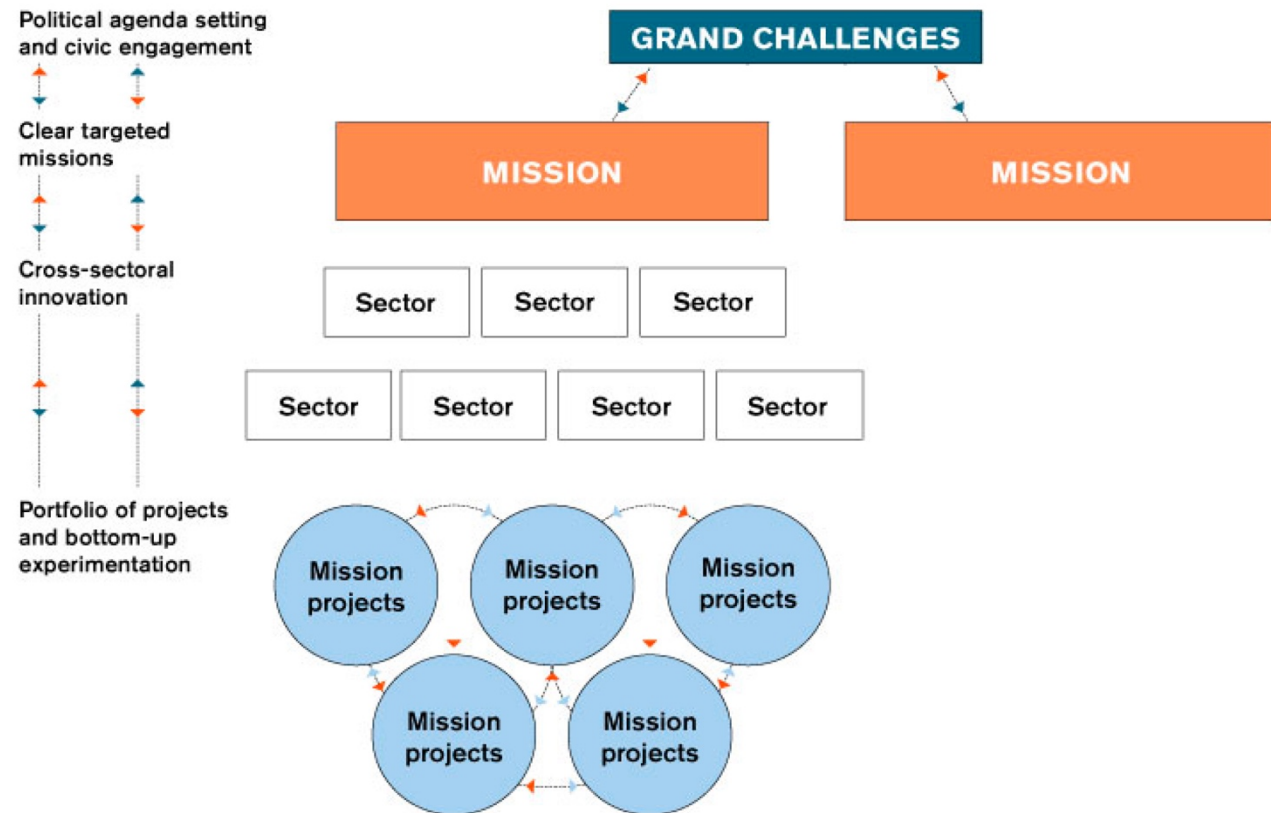 Political agenda setting
and civic engagement
GRAND CHALLENGES
Clear targeted
missions
MISSION
MISSION
Cross-sectoral
innovation
Sector
Sector
Sector
Sector
Sector
Sector
Sector
Portfolio of projects
and bottom-up
experimentation
Mission
projects
Mission
projects
Mission
projects
Mission
projects
Mission
projects